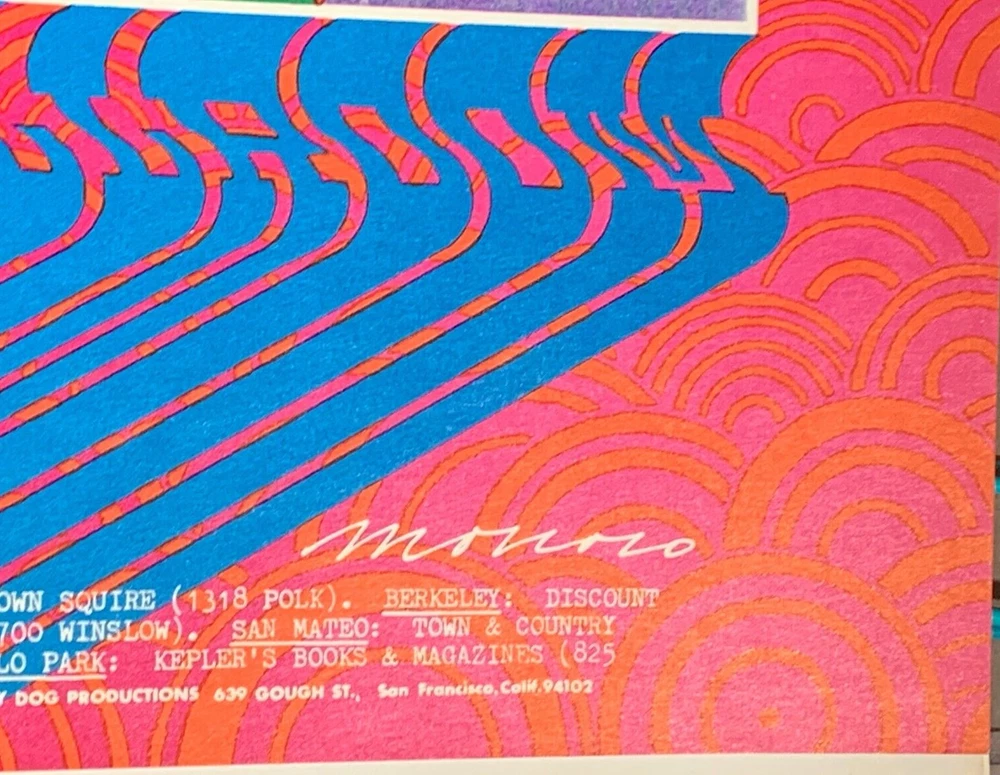 moscoso
OWN SQUIRE (1318 POLK). BERKELEY: DISCOUNT
700 WINSLOW). SAN MATEO: TOWN & COUNTRY
LO PARK: KEPLER'S BOOKS & MAGAZINES (825
Y DOG PRODUCTIONS 639 GOUGH ST., San Francisco, Calif. 94102